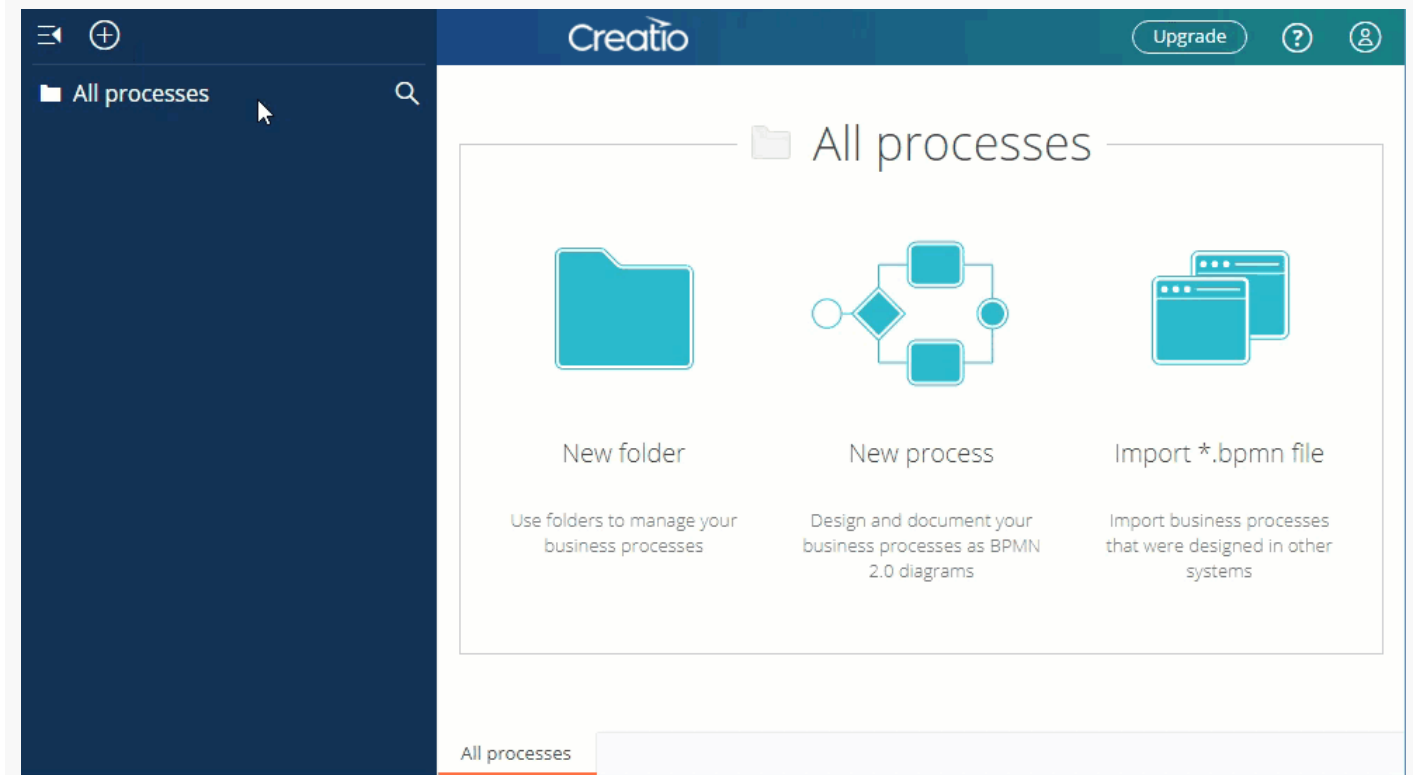 Creatio
Upgrade
?
All processes
All processes
New folder
New process
Import *.bpmn file
Use folders to manage your
business processes
Design and document your
business processes as BPMN
2.0 diagrams
Import business processes
that were designed in other
systems
All processes